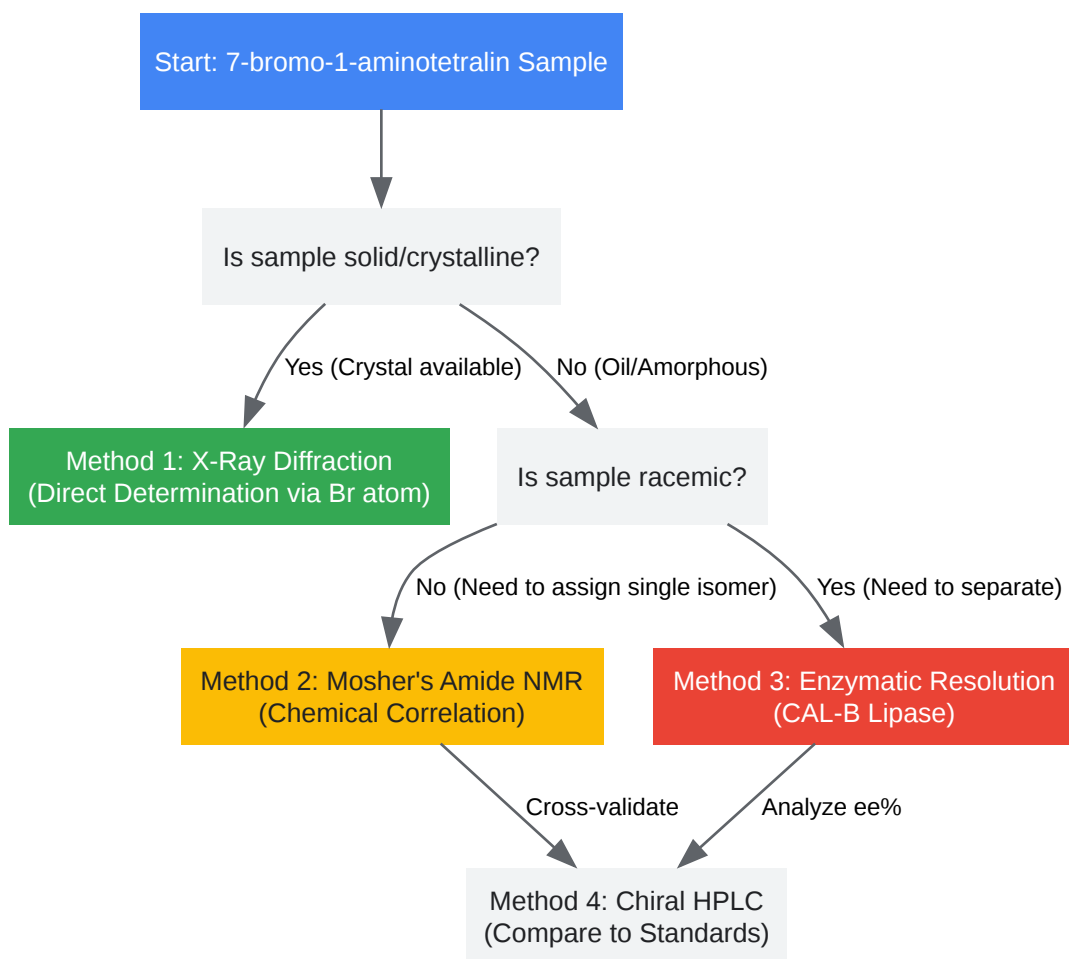 Start: 7-bromo-1-aminotetralin Sample
Is sample solid/crystalline?
Yes (Crystal available)
No (Oil/Amorphous)
Method 1: X-Ray Diffraction
(Direct Determination via Br atom)
Is sample racemic?
No (Need to assign single isomer)
Yes (Need to separate)
Method 2: Mosher's Amide NMR
(Chemical Correlation)
Method 3: Enzymatic Resolution
(CAL-B Lipase)
Cross-validate
Analyze ee%
Method 4: Chiral HPLC
(Compare to Standards)